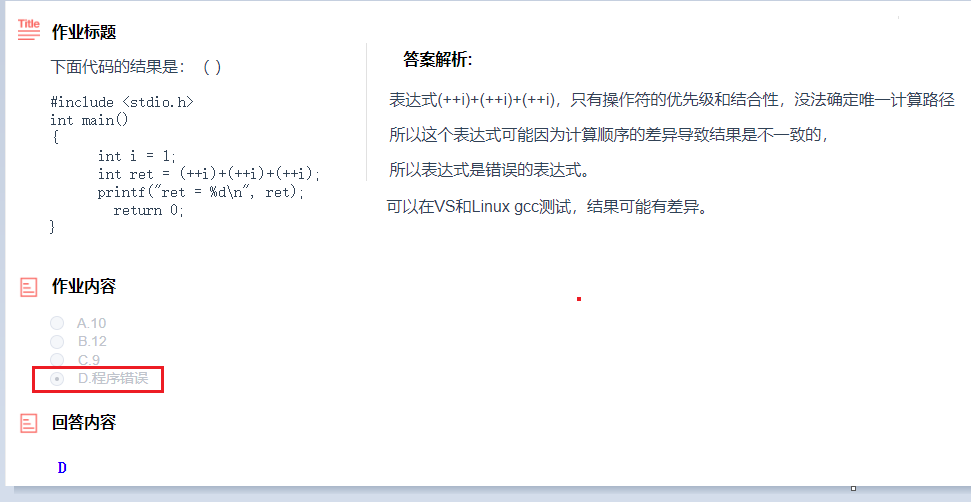 Title 作业标题
下面代码的结果是：（ ）
#include <stdio.h>
int main()
{
int i = 1;
int ret = (++i)+(++i)+(++i);
printf("ret = %d\n", ret);
return 0;
}
答案解析：
表达式(++i)+(++i)+(++i)，只有操作符的优先级和结合性，没法确定唯一计算路径
所以这个表达式可能因为计算顺序的差异导致结果是不一致的，
所以表达式是错误的表达式。
可以在VS和Linux gcc测试，结果可能有差异。
作业内容
A.10
B.12
C.9
D.程序错误
回答内容
D